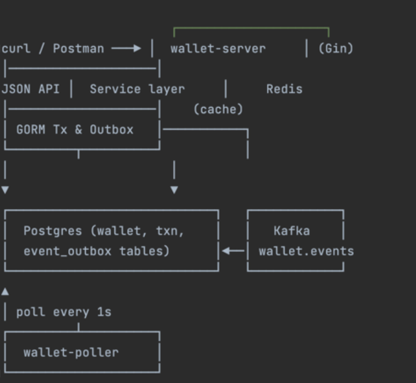 curl / Postman wallet-server (Gin)
JSON API Service layer Redis
(cache)
GORM Tx & Outbox
Postgres (wallet, txn, Kafka
event_outbox tables) wallet.events
poll every 1s
wallet-poller